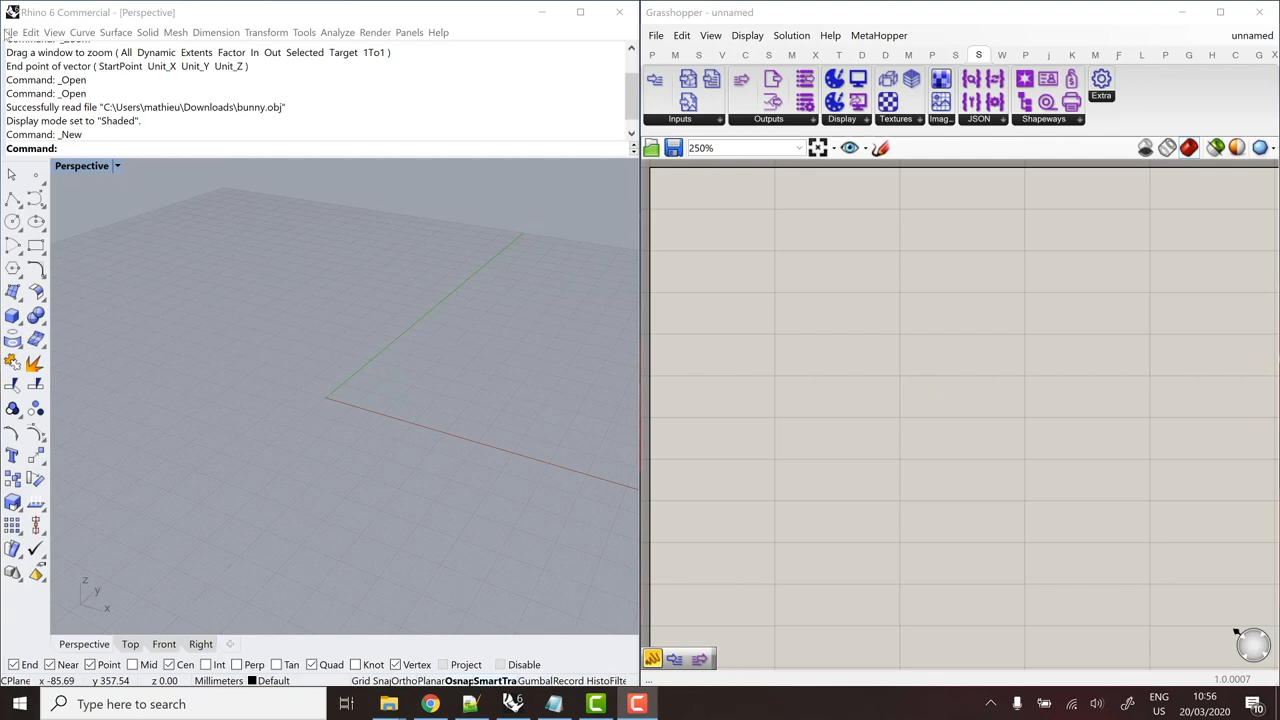 Rhino 6 Commercial - [Perspective]
File Edit View Curve Surface Solid Mesh Dimension Transform Tools Analyze Render Panels Help
Drag a window to zoom ( All Dynamic Extents Factor In Out Selected Target 1To1 )
End point of vector ( StartPoint Unit_X Unit_Y Unit_Z )
Command: _Open
Command: _Open
Successfully read file "C:\Users\mathieu\Downloads\bunny.obj"
Display mode set to "Shaded".
Command: _New
Command:
Perspective
z
y
x
Perspective Top Front Right
End Near Point Mid Cen Int Perp Tan Quad Knot Vertex Project Disable
CPlane x -85.69 y 357.54 z 0.00 Millimeters Default Grid Snap Ortho Planar Osnap SmartTra Gumball Record Histo Filte
Grasshopper - unnamed
File Edit View Display Solution Help MetaHopper unnamed
P M S V C S M I S T D P K L S W M F H C G
Inputs Outputs Display Textures Imag... JSON Shapeways Extra
250%
... 1.0.0007
Type here to search
ENG
US
10:56
20/03/2020
10